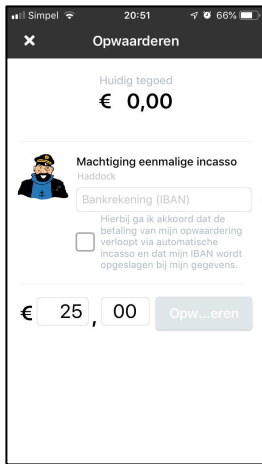 Simpel 20:51 66%
Opwaarderen
Huidig tegoed
€ 0,00
Machtiging eenmalige incasso
Haddock
Bankrekening (IBAN)
Hierbij ga ik akkoord dat de
betaling van mijn opwaardering
verloopt via automatische
incasso en dat mijn IBAN wordt
opgeslagen bij mijn gegevens.
€ 25 , 00 Opw...eren